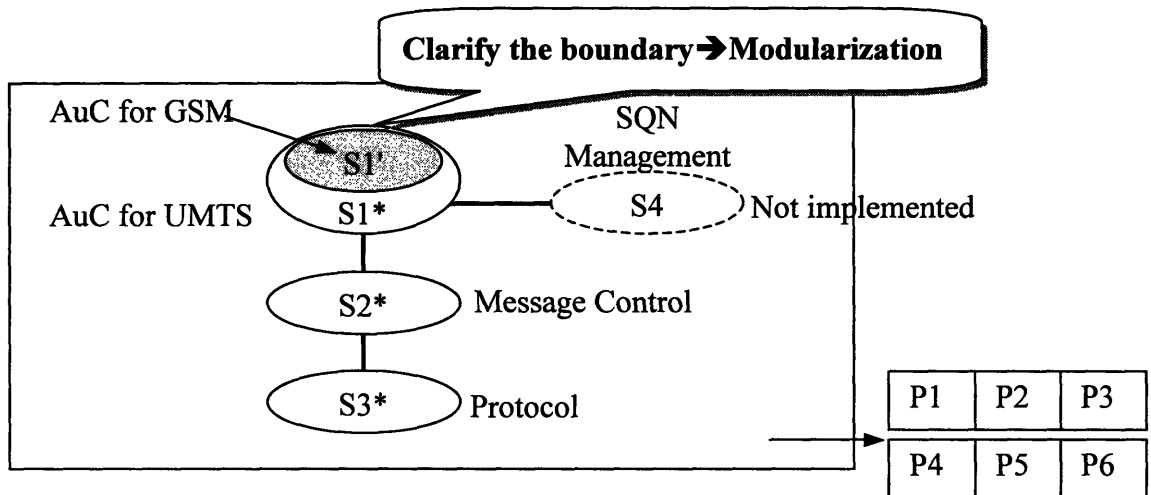 Clarify the boundary➔Modularization
AuC for GSM
SQN
Management
S1'
AuC for UMTS
S1*
S4
Not implemented
S2*
Message Control
S3*
Protocol
P1 P2 P3
P4 P5 P6